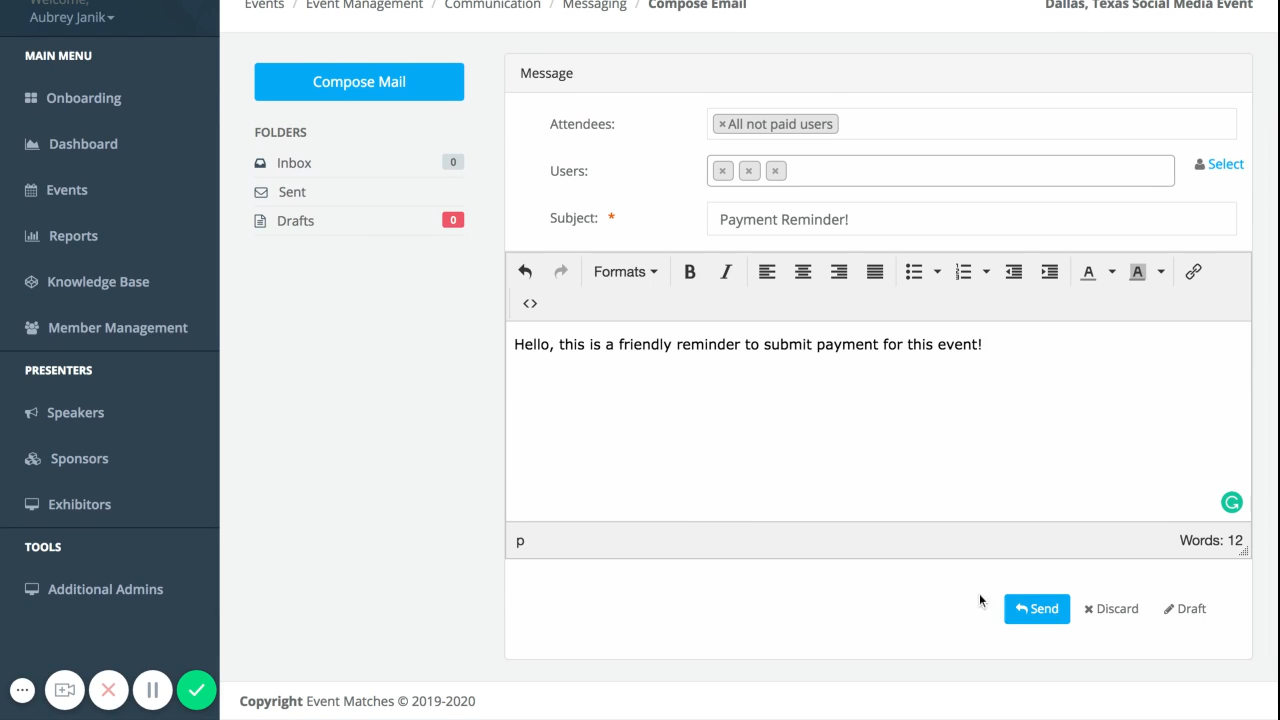 Welcome,
Aubrey Janik
MAIN MENU
Onboarding
Dashboard
Events
Reports
Knowledge Base
Member Management
PRESENTERS
Speakers
Sponsors
Exhibitors
TOOLS
Additional Admins
Events / Event Management / Communication / Messaging / Compose Email
Dallas, Texas Social Media Event
Compose Mail
FOLDERS
Inbox 0
Sent
Drafts 0
Message
Attendees: ×All not paid users
Users: × × × Select
Subject: * Payment Reminder!
Formats B I A A
<>
Hello, this is a friendly reminder to submit payment for this event!
p Words: 12
Send Discard Draft
Copyright Event Matches © 2019-2020